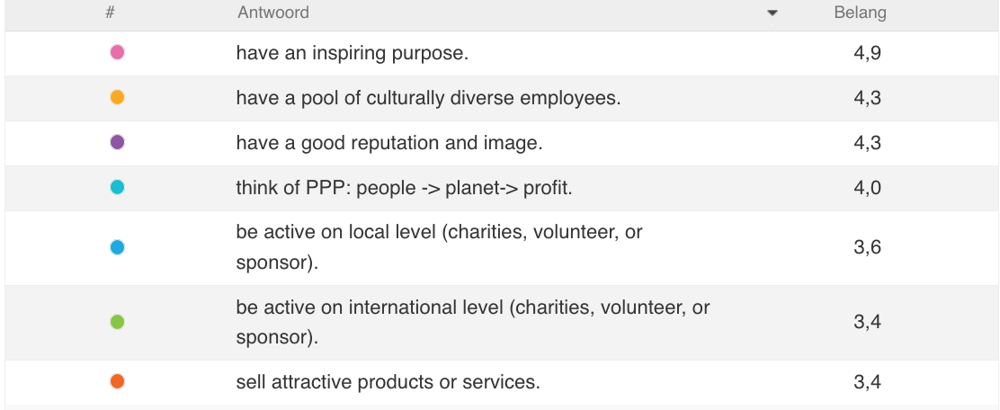 # Antwoord Belang
have an inspiring purpose. 4,9
have a pool of culturally diverse employees. 4,3
have a good reputation and image. 4,3
think of PPP: people -> planet-> profit. 4,0
be active on local level (charities, volunteer, or
sponsor). 3,6
be active on international level (charities, volunteer, or
sponsor). 3,4
sell attractive products or services. 3,4